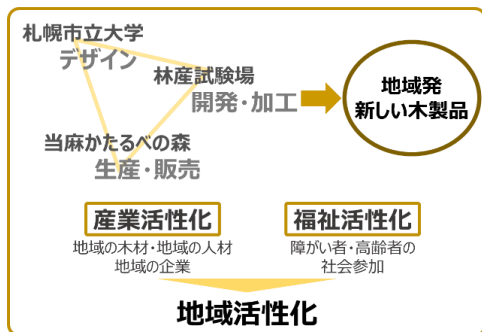 札幌市立大学
デザイン
林産試験場
開発・加工
当麻かたるべの森
生産・販売
地域発
新しい木製品
産業活性化
地域の木材・地域の人材
地域の企業
福祉活性化
障がい者・高齢者の
社会参加
地域活性化